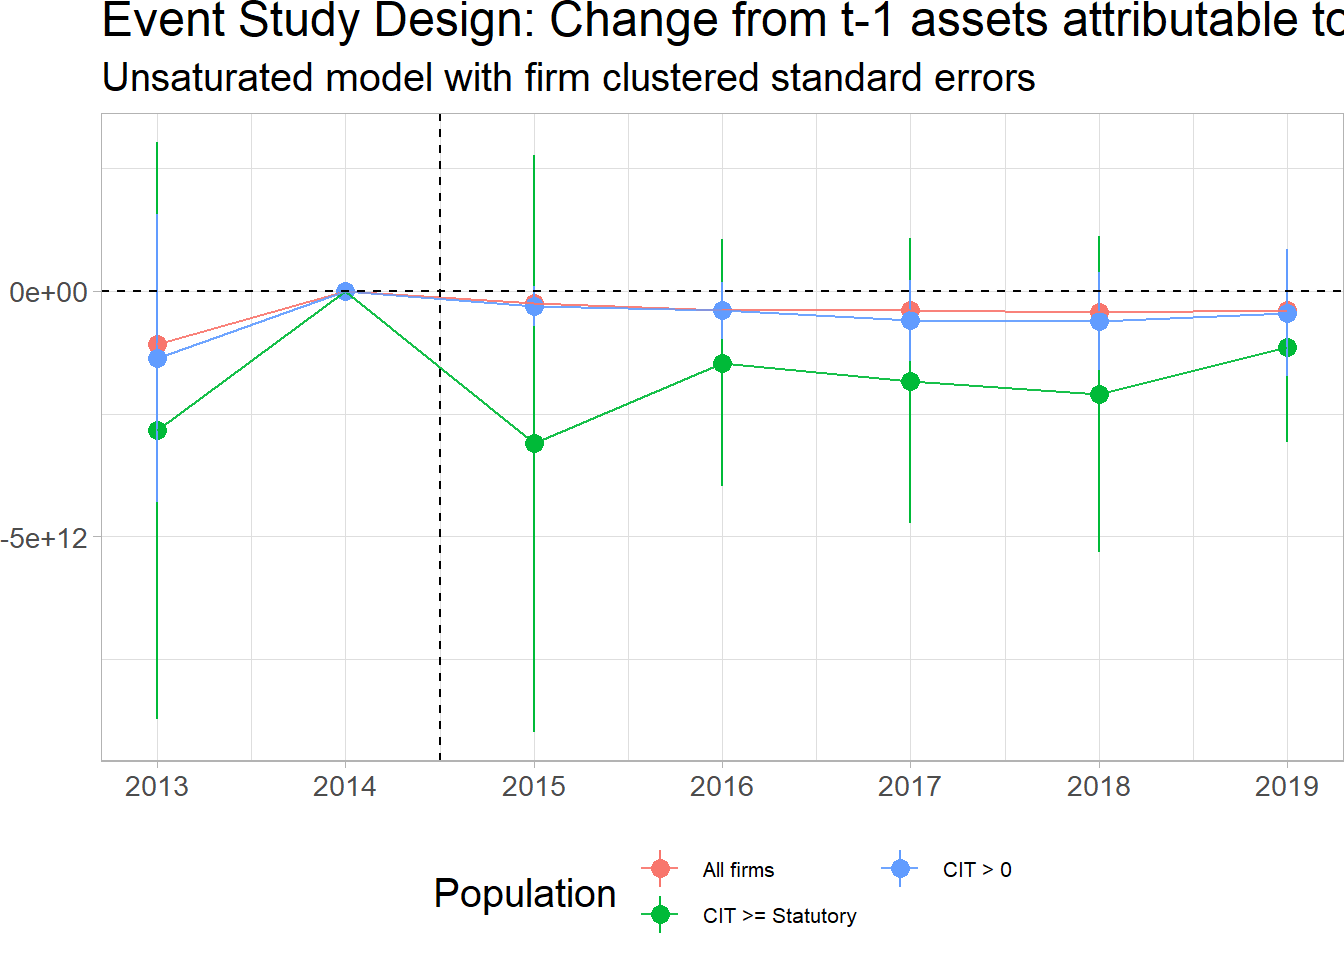 Event Study Design: Change from t-1 assets attributable to
Unsaturated model with firm clustered standard errors
0e+00
-5e+12
2013 2014 2015 2016 2017 2018 2019
Population
All firms
CIT >= Statutory
CIT > 0